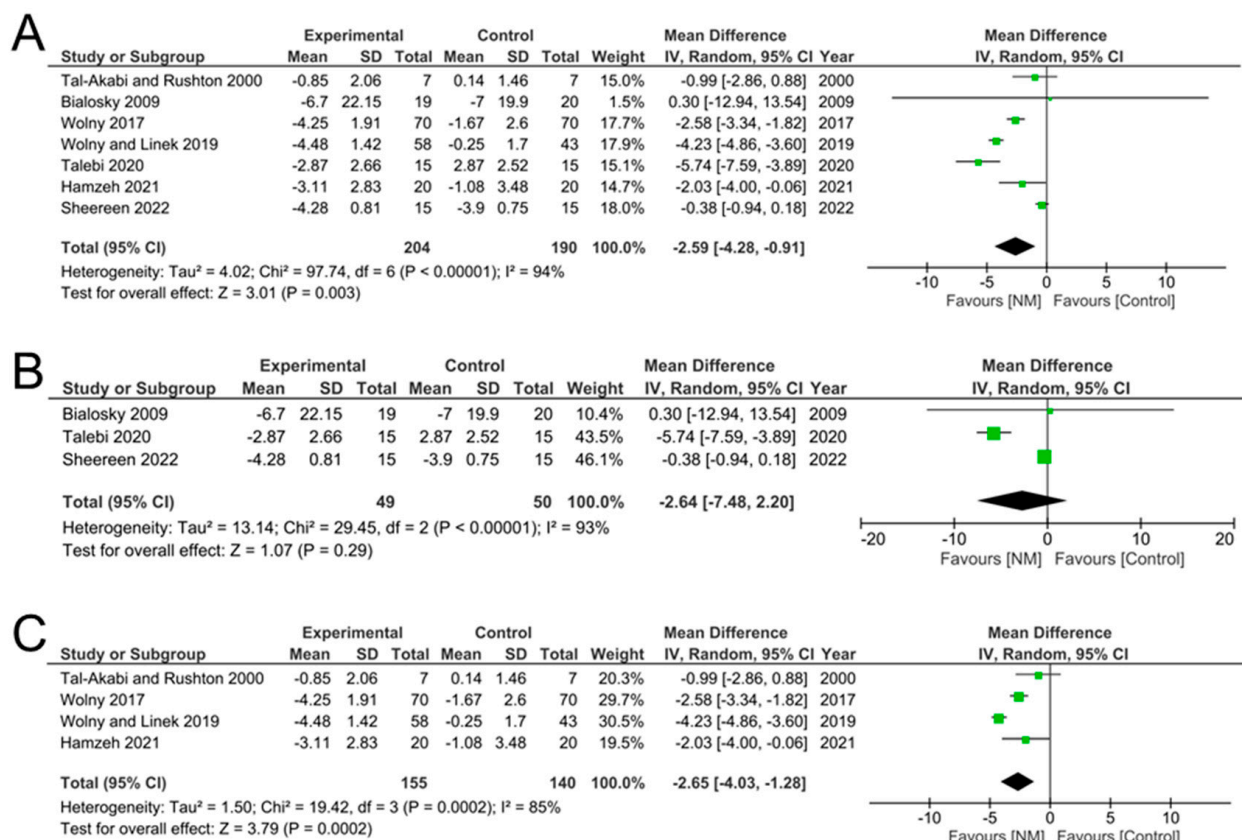 A
Experimental Control Mean Difference Mean Difference
Study or Subgroup Mean SD Total Mean SD Total Weight IV, Random, 95% CI Year IV, Random, 95% CI
Tal-Akabi and Rushton 2000 -0.85 2.06 7 0.14 1.46 7 15.0% -0.99 [-2.86, 0.88] 2000
Bialosky 2009 -6.7 22.15 19 -7 19.9 20 1.5% 0.30 [-12.94, 13.54] 2009
Wolny 2017 -4.25 1.91 70 -1.67 2.6 70 17.7% -2.58 [-3.34, -1.82] 2017
Wolny and Linek 2019 -4.48 1.42 58 -0.25 1.7 43 17.9% -4.23 [-4.86, -3.60] 2019
Talebi 2020 -2.87 2.66 15 2.87 2.52 15 15.1% -5.74 [-7.59, -3.89] 2020
Hamzeh 2021 -3.11 2.83 20 -1.08 3.48 20 14.7% -2.03 [-4.00, -0.06] 2021
Sheereen 2022 -4.28 0.81 15 -3.9 0.75 15 18.0% -0.38 [-0.94, 0.18] 2022
Total (95% CI) 204 190 100.0% -2.59 [-4.28, -0.91]
Heterogeneity: Tau² = 4.02; Chi² = 97.74, df = 6 (P < 0.00001); I² = 94%
Test for overall effect: Z = 3.01 (P = 0.003)
-10 -5 0 5 10
Favours [NM] Favours [Control]
B
Experimental Control Mean Difference Mean Difference
Study or Subgroup Mean SD Total Mean SD Total Weight IV, Random, 95% CI Year IV, Random, 95% CI
Bialosky 2009 -6.7 22.15 19 -7 19.9 20 10.4% 0.30 [-12.94, 13.54] 2009
Talebi 2020 -2.87 2.66 15 2.87 2.52 15 43.5% -5.74 [-7.59, -3.89] 2020
Sheereen 2022 -4.28 0.81 15 -3.9 0.75 15 46.1% -0.38 [-0.94, 0.18] 2022
Total (95% CI) 49 50 100.0% -2.64 [-7.48, 2.20]
Heterogeneity: Tau² = 13.14; Chi² = 29.45, df = 2 (P < 0.00001); I² = 93%
Test for overall effect: Z = 1.07 (P = 0.29)
-20 -10 0 10 20
Favours [NM] Favours [Control]
C
Experimental Control Mean Difference Mean Difference
Study or Subgroup Mean SD Total Mean SD Total Weight IV, Random, 95% CI Year IV, Random, 95% CI
Tal-Akabi and Rushton 2000 -0.85 2.06 7 0.14 1.46 7 20.3% -0.99 [-2.86, 0.88] 2000
Wolny 2017 -4.25 1.91 70 -1.67 2.6 70 29.7% -2.58 [-3.34, -1.82] 2017
Wolny and Linek 2019 -4.48 1.42 58 -0.25 1.7 43 30.5% -4.23 [-4.86, -3.60] 2019
Hamzeh 2021 -3.11 2.83 20 -1.08 3.48 20 19.5% -2.03 [-4.00, -0.06] 2021
Total (95% CI) 155 140 100.0% -2.65 [-4.03, -1.28]
Heterogeneity: Tau² = 1.50; Chi² = 19.42, df = 3 (P = 0.0002); I² = 85%
Test for overall effect: Z = 3.79 (P = 0.0002)
-10 -5 0 5 10
Favours [NM] Favours [Control]